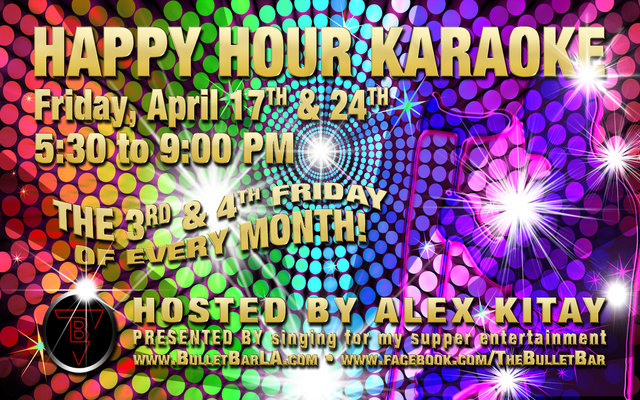 HAPPY HOUR KARAOKE
Friday, April 17TH & 24TH
5:30 to 9:00 PM
THE 3RD & 4TH FRIDAY
OF EVERY MONTH!
B
HOSTED BY ALEX KITAY
PRESENTED BY singing for my supper entertainment
www.BulletBarLA.com • www.facebook.com/TheBulletBar